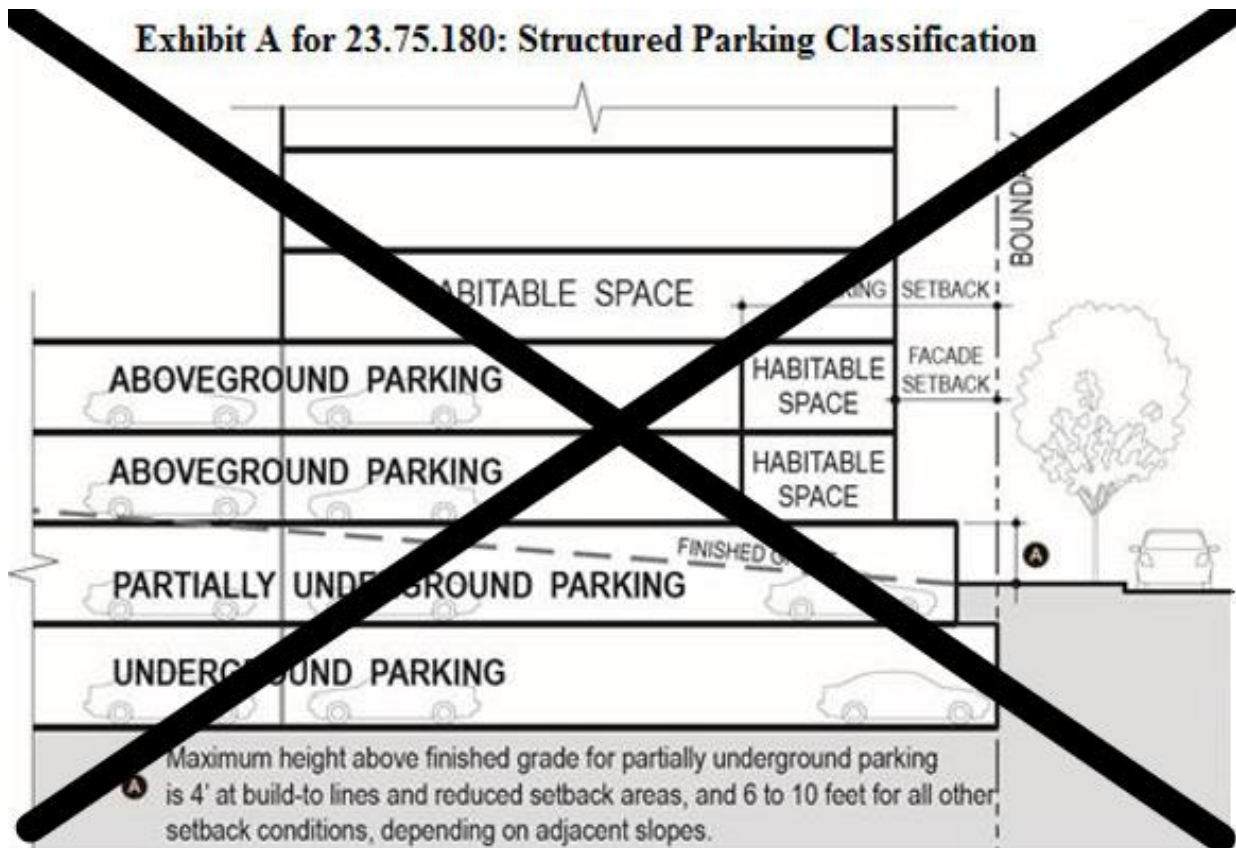 Exhibit A for 23.75.180: Structured Parking Classification
BOUNDARY
HABITABLE SPACE
PARKING SETBACK
ABOVEGROUND PARKING
HABITABLE
SPACE
FACADE
SETBACK
ABOVEGROUND PARKING
HABITABLE
SPACE
FINISHED
A
PARTIALLY UNDERGROUND PARKING
UNDERGROUND PARKING
A
Maximum height above finished grade for partially underground parking
is 4' at build-to lines and reduced setback areas, and 6 to 10 feet for all other
setback conditions, depending on adjacent slopes.